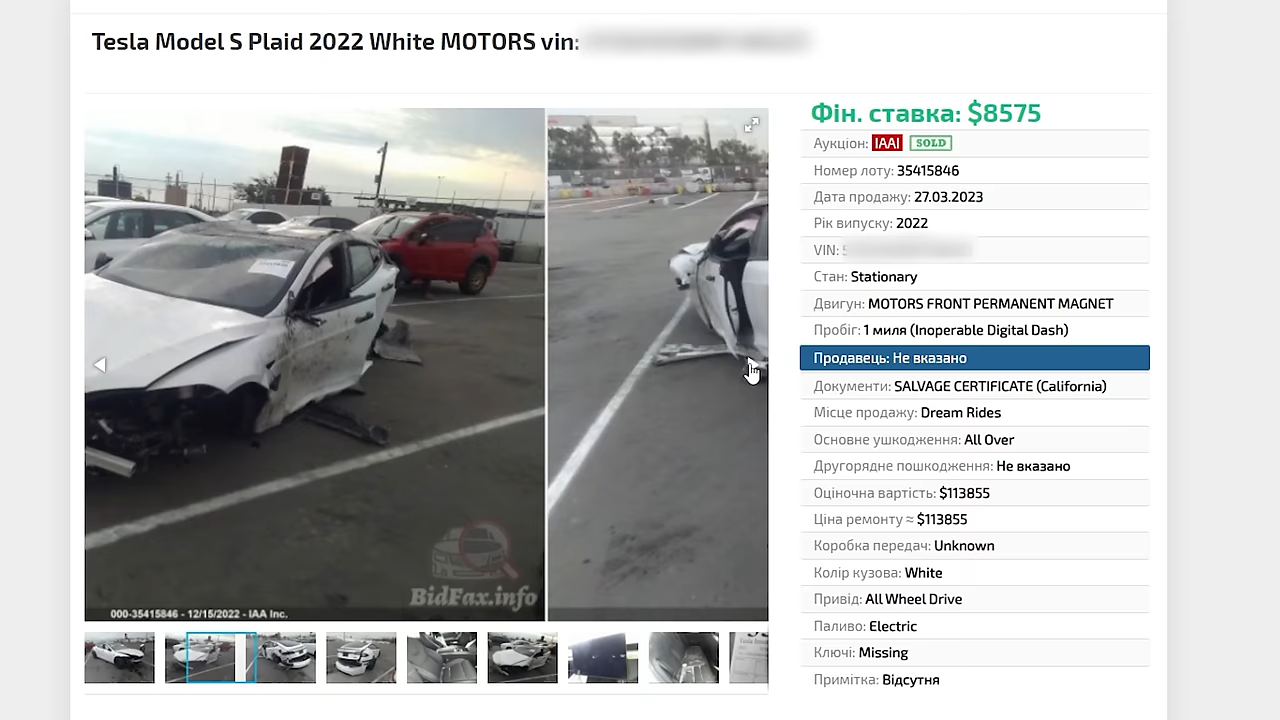 Tesla Model S Plaid 2022 White MOTORS vin:
Фін. ставка: $8575
Аукціон: IAAI SOLD
Номер лоту: 35415846
Дата продажу: 27.03.2023
Рік випуску: 2022
VIN:
Стан: Stationary
Двигун: MOTORS FRONT PERMANENT MAGNET
Пробіг: 1 миля (Inoperable Digital Dash)
Продавець: Не вказано
Документи: SALVAGE CERTIFICATE (California)
Місце продажу: Dream Rides
Основне ушкодження: All Over
Другорядне пошкодження: Не вказано
Оціночна вартість: $113855
Ціна ремонту ≈ $113855
Коробка передач: Unknown
Колір кузова: White
Привід: All Wheel Drive
Паливо: Electric
Ключі: Missing
Примітка: Відсутня
BidFax.info
000-35415846 - 12/15/2022 - IAA Inc.